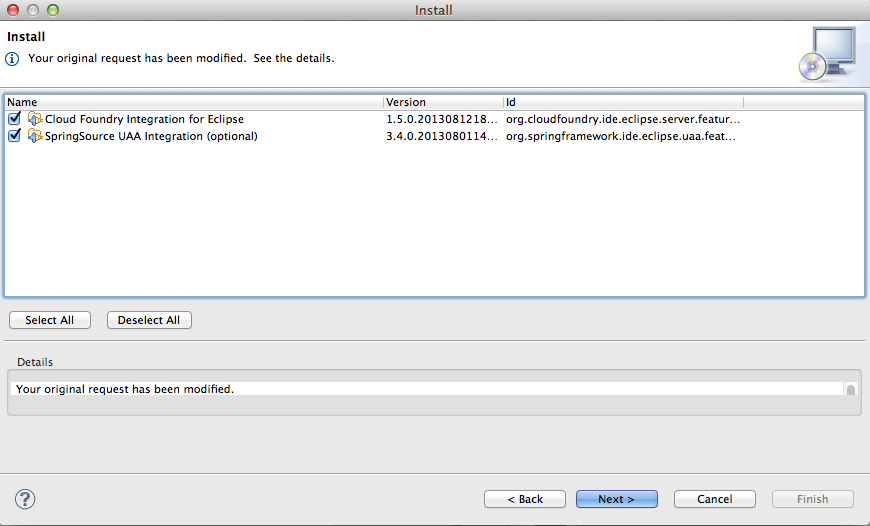 Install
Install
Your original request has been modified.  See the details.
Name Version Id
Cloud Foundry Integration for Eclipse 1.5.0.2013081218... org.cloudfoundry.ide.eclipse.server.featur...
SpringSource UAA Integration (optional) 3.4.0.2013080114... org.springframework.ide.eclipse.uaa.feat...
Select All Deselect All
Details
Your original request has been modified.
? < Back Next > Cancel Finish